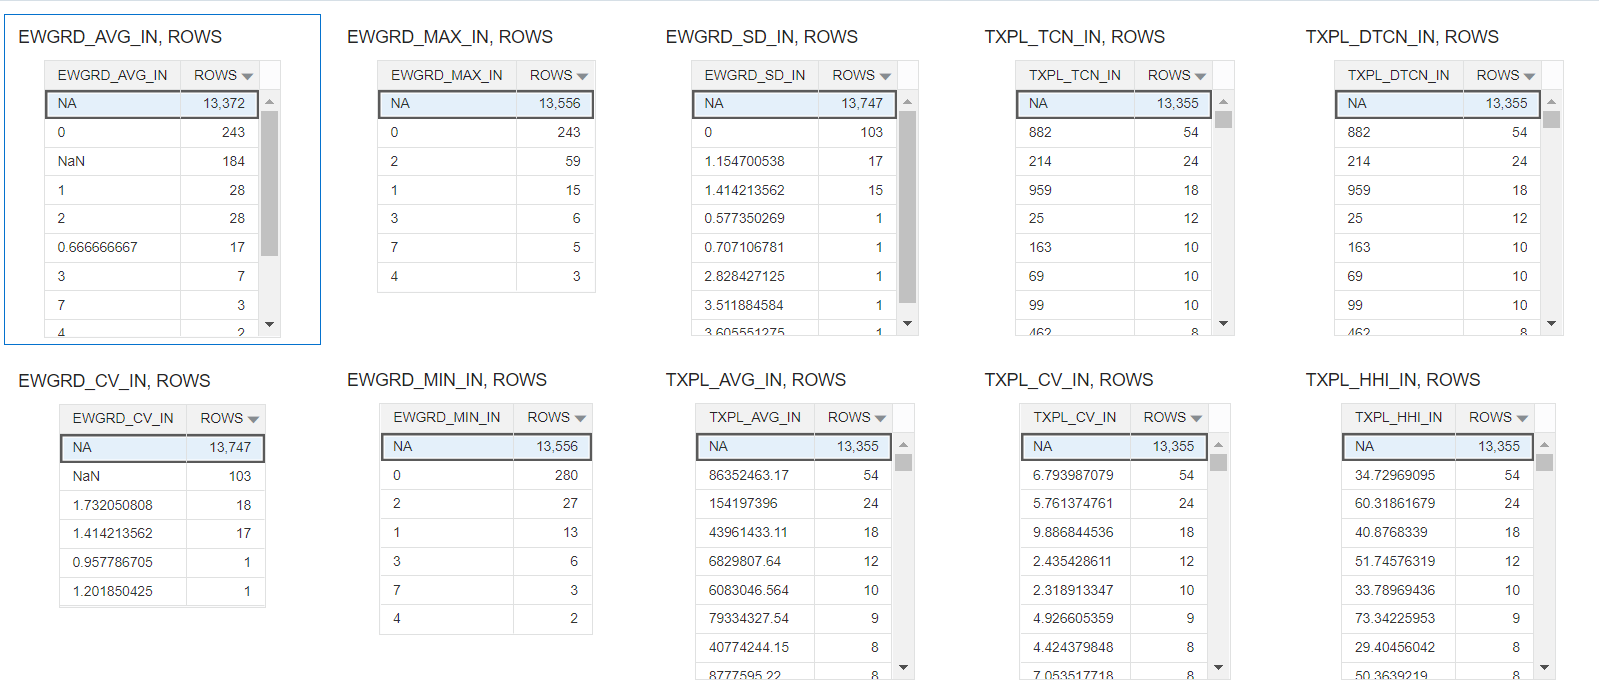 EWGRD_AVG_IN, ROWS
EWGRD_AVG_IN ROWS
NA 13,372
0 243
NaN 184
1 28
2 28
0.666666667 17
3 7
7 3
4 2
EWGRD_MAX_IN, ROWS
EWGRD_MAX_IN ROWS
NA 13,556
0 243
2 59
1 15
3 6
7 5
4 3
EWGRD_SD_IN, ROWS
EWGRD_SD_IN ROWS
NA 13,747
0 103
1.154700538 17
1.414213562 15
0.577350269 1
0.707106781 1
2.828427125 1
3.511884584 1
3.605551275 1
TXPL_TCN_IN, ROWS
TXPL_TCN_IN ROWS
NA 13,355
882 54
214 24
959 18
25 12
163 10
69 10
99 10
462 8
TXPL_DTCN_IN, ROWS
TXPL_DTCN_IN ROWS
NA 13,355
882 54
214 24
959 18
25 12
163 10
69 10
99 10
462 8
EWGRD_CV_IN, ROWS
EWGRD_CV_IN ROWS
NA 13,747
NaN 103
1.732050808 18
1.414213562 17
0.957786705 1
1.201850425 1
EWGRD_MIN_IN, ROWS
EWGRD_MIN_IN ROWS
NA 13,556
0 280
2 27
1 13
3 6
7 3
4 2
TXPL_AVG_IN, ROWS
TXPL_AVG_IN ROWS
NA 13,355
86352463.17 54
154197396 24
43961433.11 18
6829807.64 12
6083046.564 10
79334327.54 9
40774244.15 8
8777595.22 8
TXPL_CV_IN, ROWS
TXPL_CV_IN ROWS
NA 13,355
6.793987079 54
5.761374761 24
9.886844536 18
2.435428611 12
2.318913347 10
4.926605359 9
4.424379848 8
7.053517718 8
TXPL_HHI_IN, ROWS
TXPL_HHI_IN ROWS
NA 13,355
34.72969095 54
60.31861679 24
40.8768339 18
51.74576319 12
33.78969436 10
73.34225953 9
29.40456042 8
50.3639219 8